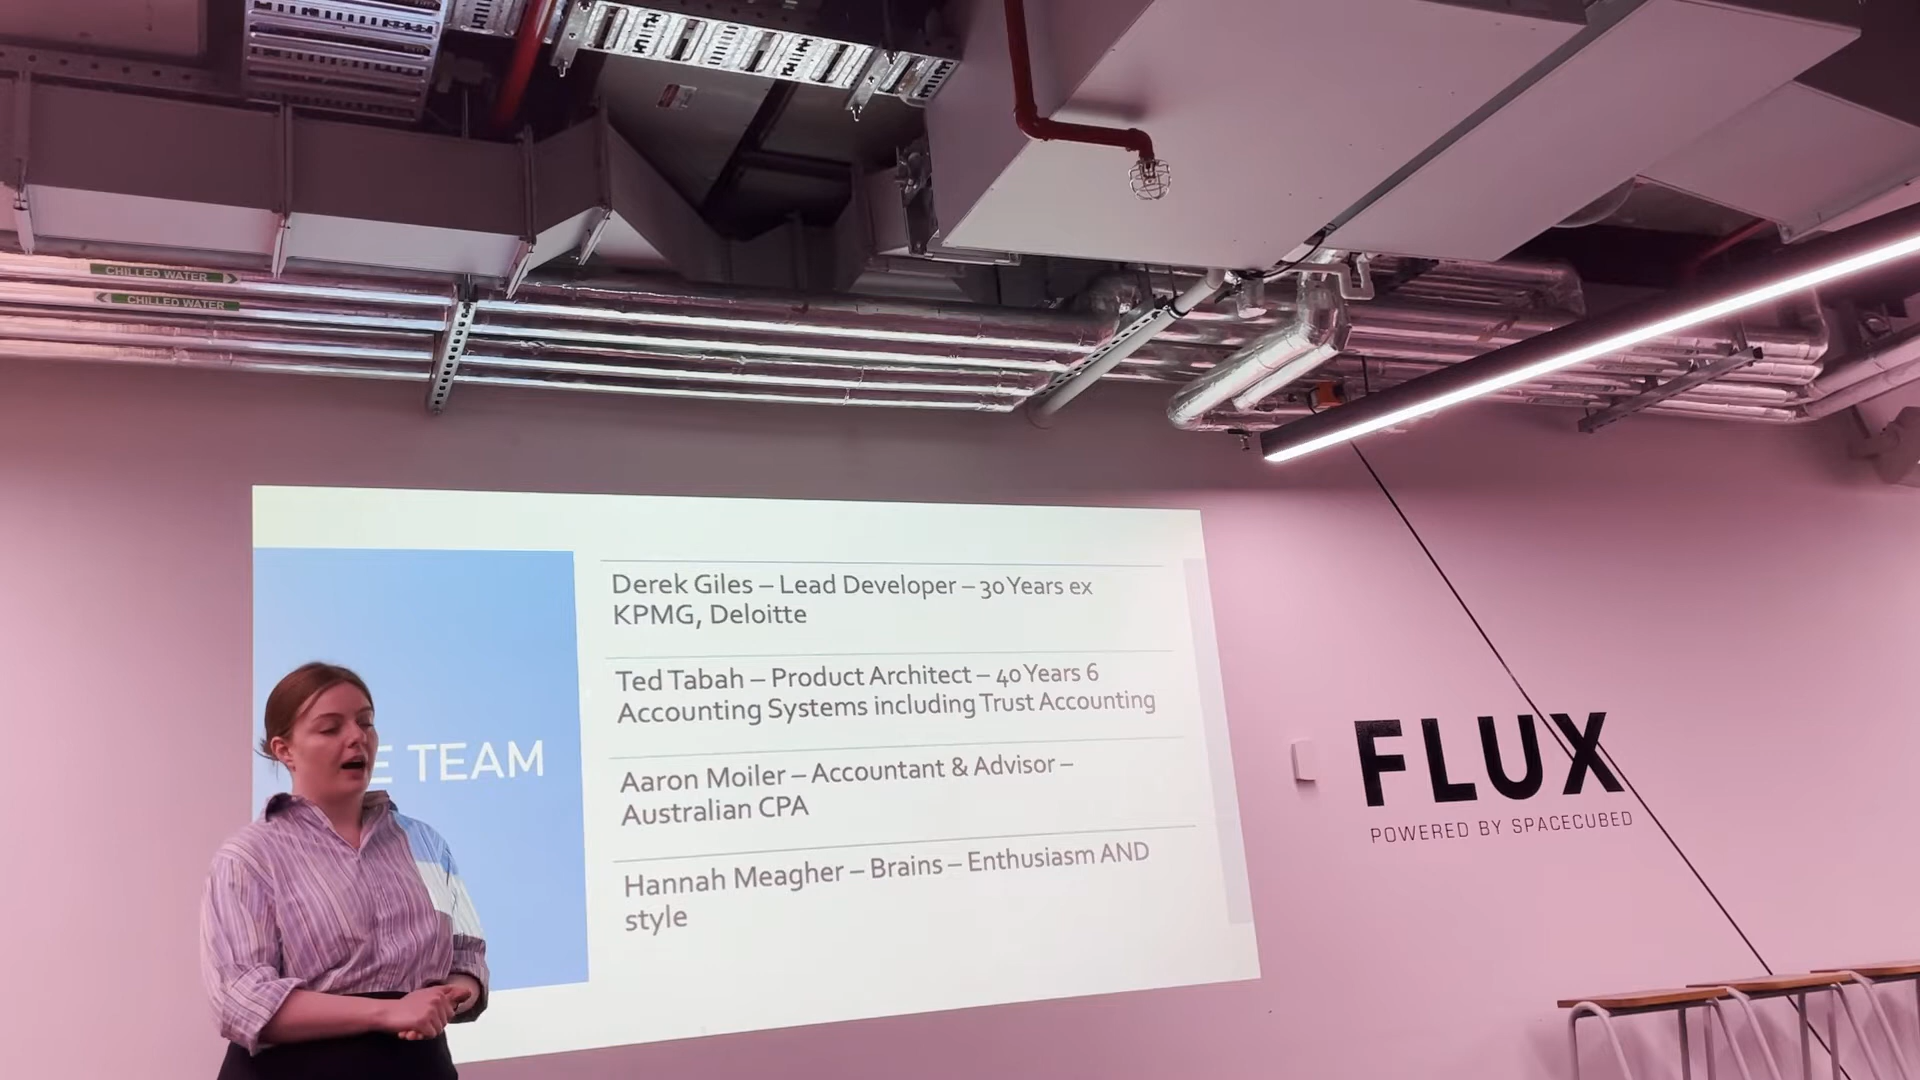 CHILLED WATER
CHILLED WATER
Derek Giles – Lead Developer – 30 Years ex
KPMG, Deloitte
Ted Tabah – Product Architect – 40 Years 6
Accounting Systems including Trust Accounting
E TEAM
Aaron Moiler – Accountant & Advisor –
Australian CPA
Hannah Meagher – Brains – Enthusiasm AND
style
FLUX
POWERED BY SPACECUBED